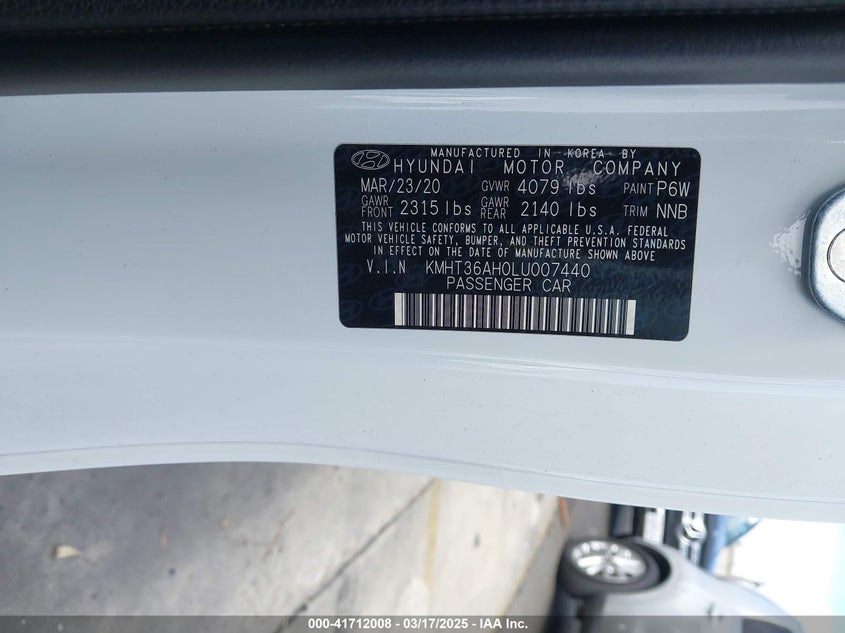 MANUFACTURED IN KOREA BY
HYUNDAI MOTOR COMPANY
MAR/23/20 GVWR 4079 lbs PAINT P6W
GAWR FRONT 2315 lbs GAWR REAR 2140 lbs TRIM NNB
THIS VEHICLE CONFORMS TO ALL APPLICABLE U.S.A. FEDERAL
MOTOR VEHICLE SAFETY, BUMPER, AND THEFT PREVENTION STANDARDS
IN EFFECT ON THE DATE OF MANUFACTURE SHOWN ABOVE
V.I.N KMHT36AH0LU007440
PASSENGER CAR
000-41712008 - 03/17/2025 - IAA Inc.